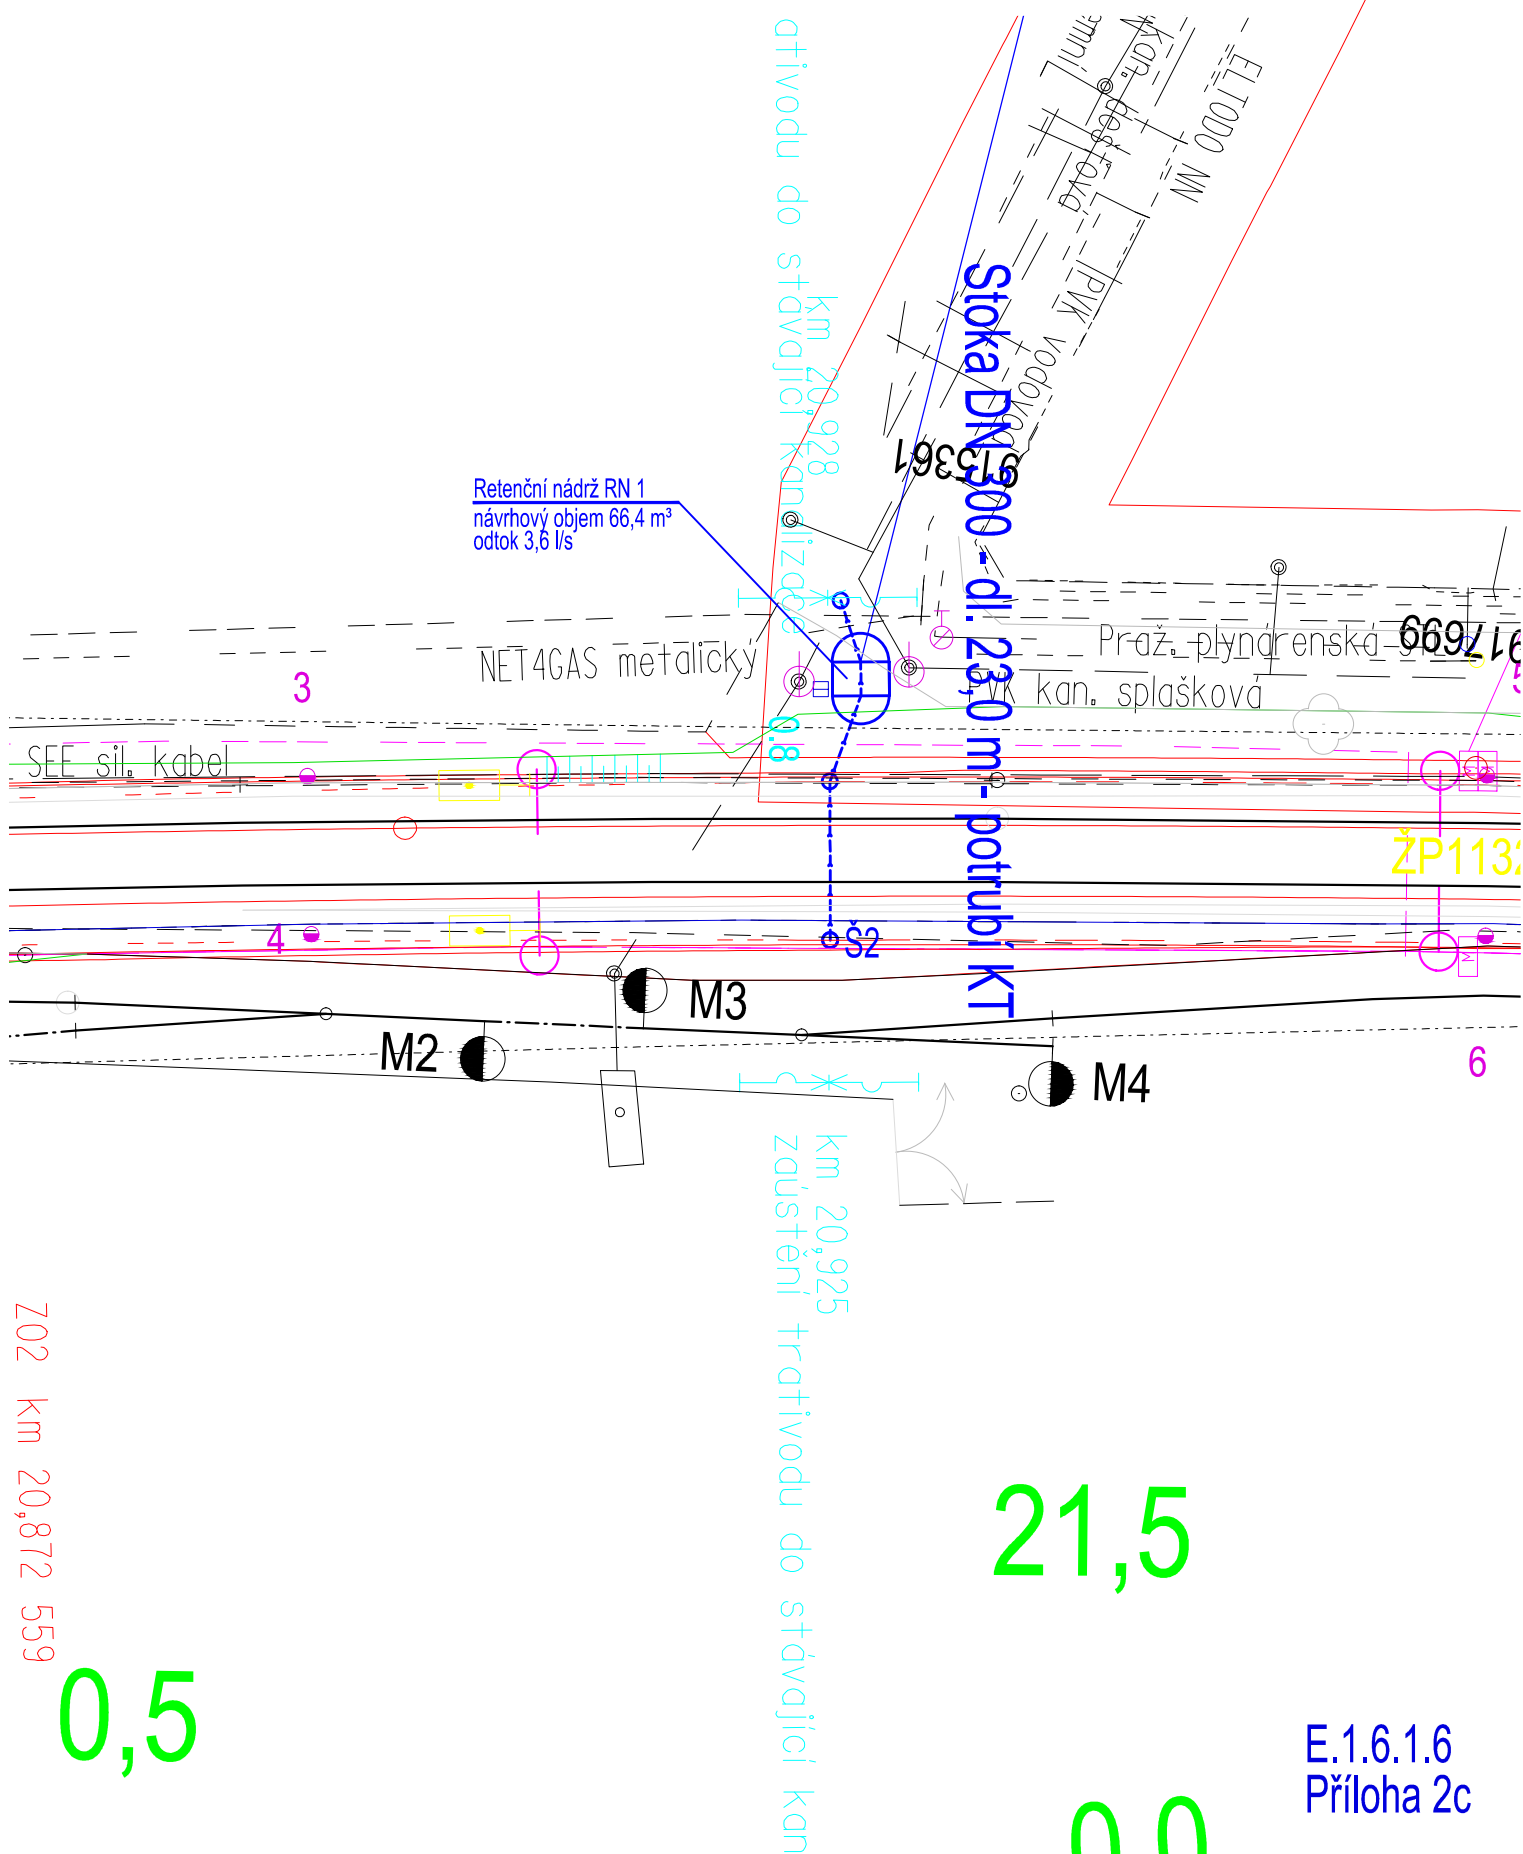 ativodu do stávající kanalizace
km 20,928
kan. dešťová
ELTODO NN
PVK vodovod
Stoka DN 300 - dl. 23,0 m - potrubí KT
915361
Retenční nádrž RN 1
návrhový objem 66,4 m³
odtok 3,6 l/s
NET4GAS metalický
Praž. plynárenská
917699
PVK kan. splašková
3
5
0.8
SEE sil. kabel
ŽP1132
4
Š2
M3
M2
M4
6
M
km 20,925
zaústění trativodu do stávající kan
Z02 km 20,872 559
21,5
0,5
0,0
E.1.6.1.6
Příloha 2c